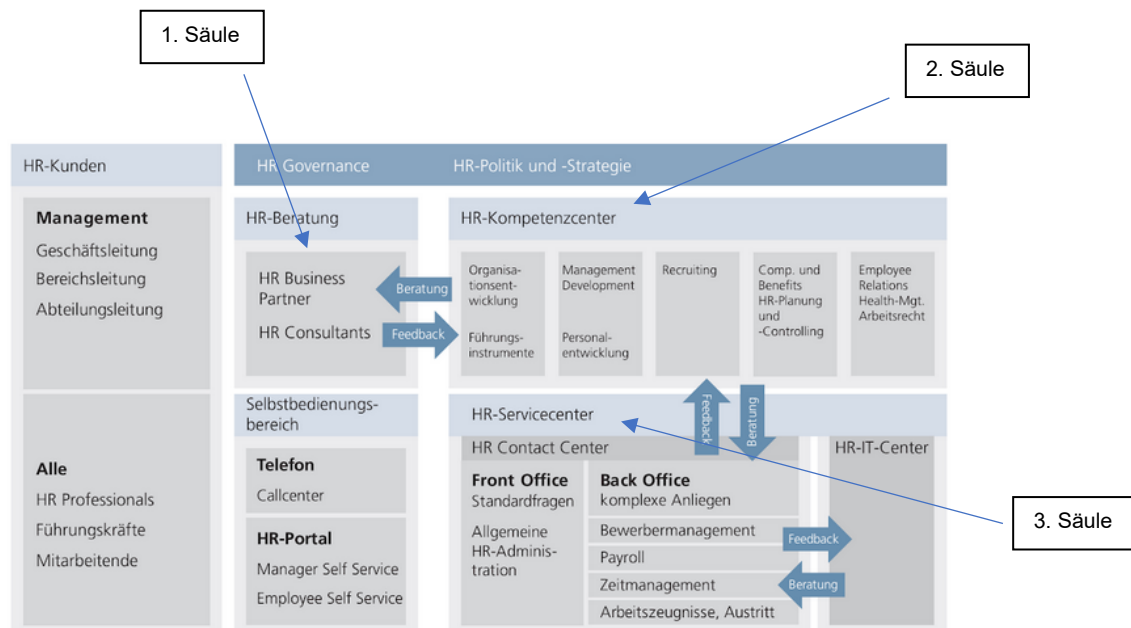 1. Säule
2. Säule
HR-Kunden
HR Governance
HR-Politik und -Strategie
Management
Geschäftsleitung
Bereichsleitung
Abteilungsleitung
HR-Beratung
HR Business
Partner
HR Consultants
Beratung
Feedback
HR-Kompetenzcenter
Organisa-
tionsent-
wicklung
Führungs-
instrumente
Management
Development
Personal-
entwicklung
Recruiting
Comp. und
Benefits
HR-Planung
und
-Controlling
Employee
Relations
Health-Mgt.
Arbeitsrecht
Alle
HR Professionals
Führungskräfte
Mitarbeitende
Selbstbedienungs-
bereich
Telefon
Callcenter
HR-Portal
Manager Self Service
Employee Self Service
HR-Servicecenter
Feedback
Beratung
HR Contact Center
Front Office
Standardfragen
Allgemeine
HR-Adminis-
tration
Back Office
komplexe Anliegen
Bewerbermanagement
Payroll
Zeitmanagement
Arbeitszeugnisse, Austritt
Feedback
Beratung
HR-IT-Center
3. Säule